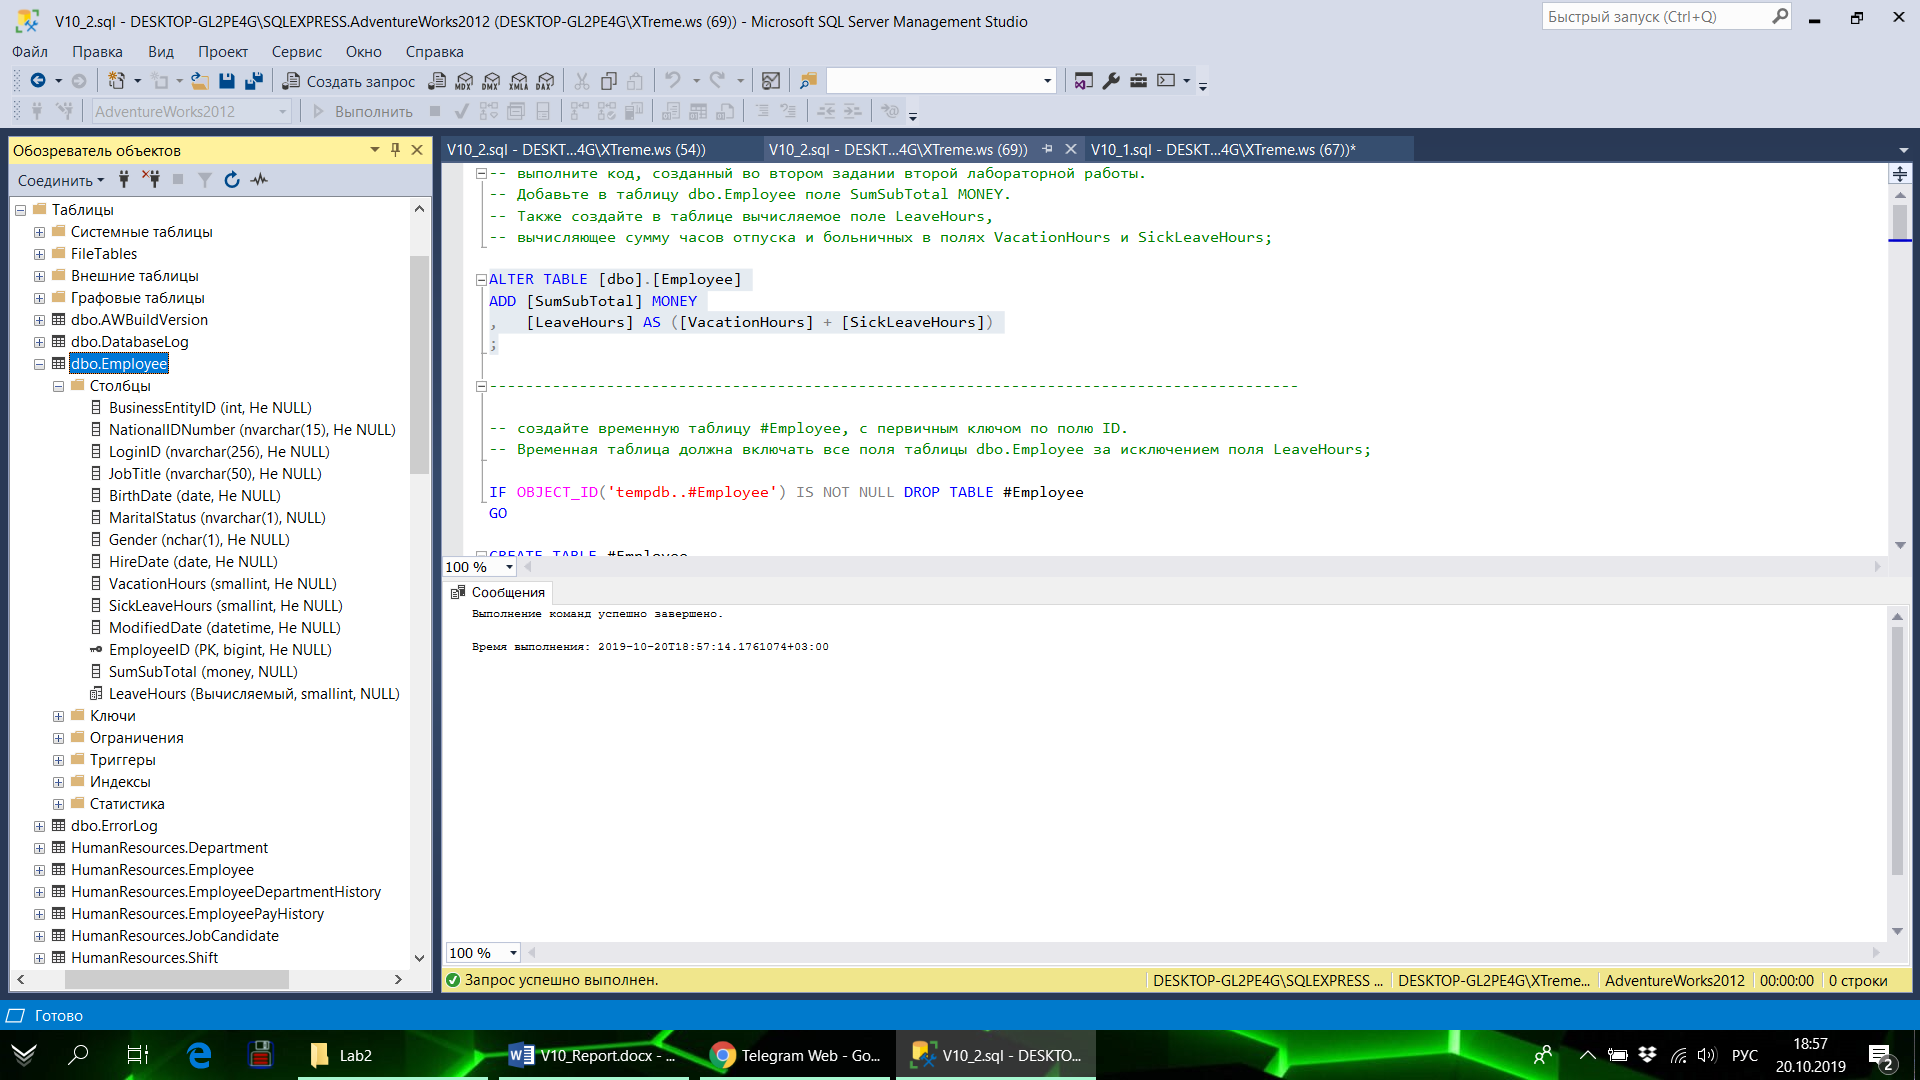 V10_2.sql - DESKTOP-GL2PE4G\SQLEXPRESS.AdventureWorks2012 (DESKTOP-GL2PE4G\XTreme.ws (69)) - Microsoft SQL Server Management Studio
Быстрый запуск (Ctrl+Q)
Файл Правка Вид Проект Сервис Окно Справка
Создать запрос MDX DMX XMLA DAX
AdventureWorks2012 Выполнить
Обозреватель объектов
Соединить
Таблицы
Системные таблицы
FileTables
Внешние таблицы
Графовые таблицы
dbo.AWBuildVersion
dbo.DatabaseLog
dbo.Employee
Столбцы
BusinessEntityID (int, Не NULL)
NationalIDNumber (nvarchar(15), Не NULL)
LoginID (nvarchar(256), Не NULL)
JobTitle (nvarchar(50), Не NULL)
BirthDate (date, Не NULL)
MaritalStatus (nvarchar(1), NULL)
Gender (nchar(1), Не NULL)
HireDate (date, Не NULL)
VacationHours (smallint, Не NULL)
SickLeaveHours (smallint, Не NULL)
ModifiedDate (datetime, Не NULL)
EmployeeID (PK, bigint, Не NULL)
SumSubTotal (money, NULL)
LeaveHours (Вычисляемый, smallint, NULL)
Ключи
Ограничения
Триггеры
Индексы
Статистика
dbo.ErrorLog
HumanResources.Department
HumanResources.Employee
HumanResources.EmployeeDepartmentHistory
HumanResources.EmployeePayHistory
HumanResources.JobCandidate
HumanResources.Shift
V10_2.sql - DESKT...4G\XTreme.ws (54)) V10_2.sql - DESKT...4G\XTreme.ws (69)) V10_1.sql - DESKT...4G\XTreme.ws (67))*
-- выполните код, созданный во втором задании второй лабораторной работы.
-- Добавьте в таблицу dbo.Employee поле SumSubTotal MONEY.
-- Также создайте в таблице вычисляемое поле LeaveHours,
-- вычисляющее сумму часов отпуска и больничных в полях VacationHours и SickLeaveHours;
ALTER TABLE [dbo].[Employee]
ADD [SumSubTotal] MONEY
, [LeaveHours] AS ([VacationHours] + [SickLeaveHours])
;
----------------------------------------------------------------------------------------
-- создайте временную таблицу #Employee, с первичным ключом по полю ID.
-- Временная таблица должна включать все поля таблицы dbo.Employee за исключением поля LeaveHours;
IF OBJECT_ID('tempdb..#Employee') IS NOT NULL DROP TABLE #Employee
GO
CREATE TABLE #Employee
100 %
Сообщения
Выполнение команд успешно завершено.
Время выполнения: 2019-10-20T18:57:14.1761074+03:00
100 %
Запрос успешно выполнен. DESKTOP-GL2PE4G\SQLEXPRESS ... DESKTOP-GL2PE4G\XTreme... AdventureWorks2012 00:00:00 0 строки
Готово
Lab2 V10_Report.docx - ... Telegram Web - Go... V10_2.sql - DESKTO... РУС 18:57
20.10.2019 2